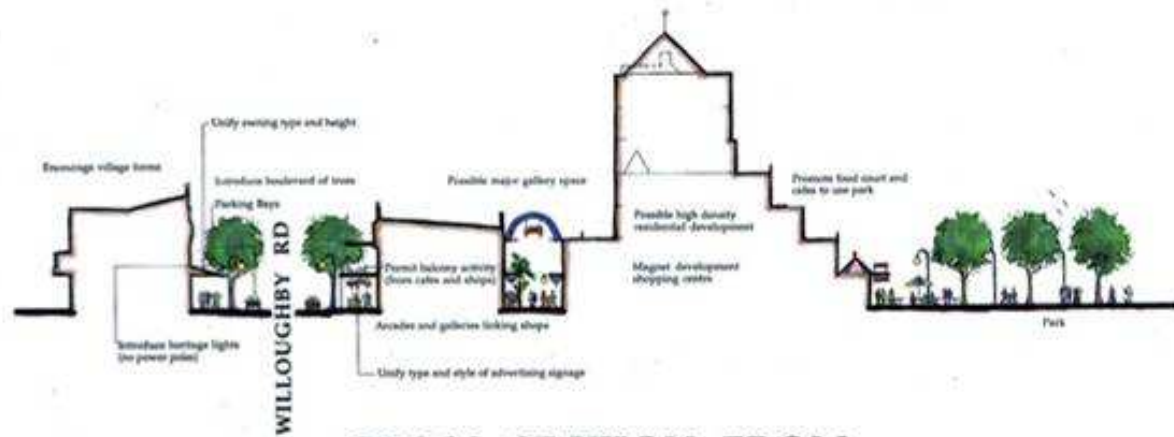 Unify awning type and height
Encourage village forms
Introduce boulevard of trees
Parking Bays
Possible major gallery space
Promote food court and
cafes to use park
WILLOUGHBY RD
Possible high density
residential development
Permit balcony activity
(from cafes and shops)
Magnet development
shopping centre
Arcades and galleries linking shops
Park
Introduce heritage lights
(no power poles)
Unify type and style of advertising signage